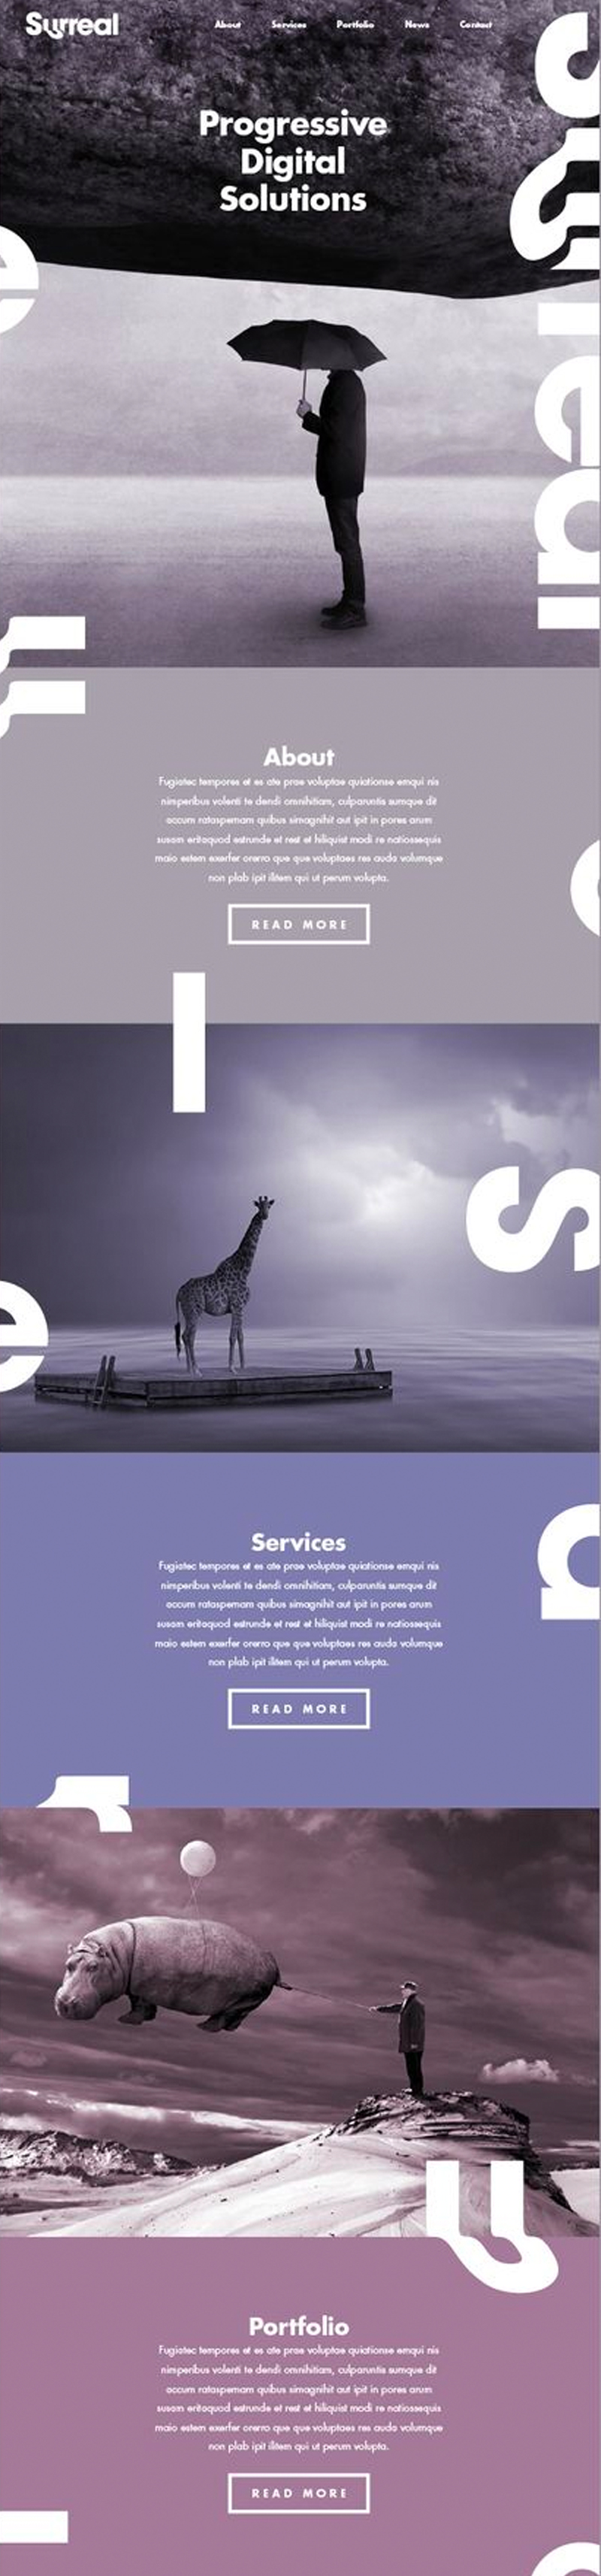 Surreal
About Services Portfolio News Contact
Progressive
Digital
Solutions
Surreal
e
u
About
Fugiatec tempores et es ate prae voluptae quiationse emqui nis
nimperibus volenti te dendi omnihitiam, culparuntis sumque dit
accum rataspernam quibus simagnihit aut ipit in pores arum
susam eritaquod estrunde et rest et hiliquist modi re natiossequis
maio estem exerfer orerro que que voluptaes res auda volumque
non plab ipit ilitem qui ut perum volupta.
READ MORE
l
s
e
Services
Fugiatec tempores et es ate prae voluptae quiationse emqui nis
nimperibus volenti te dendi omnihitiam, culparuntis sumque dit
accum rataspernam quibus simagnihit aut ipit in pores arum
susam eritaquod estrunde et rest et hiliquist modi re natiossequis
maio estem exerfer orerro que que voluptaes res auda volumque
non plab ipit ilitem qui ut perum volupta.
READ MORE
a
r
u
Portfolio
Fugiatec tempores et es ate prae voluptae quiationse emqui nis
nimperibus volenti te dendi omnihitiam, culparuntis sumque dit
accum rataspernam quibus simagnihit aut ipit in pores arum
susam eritaquod estrunde et rest et hiliquist modi re natiossequis
maio estem exerfer orerro que que voluptaes res auda volumque
non plab ipit ilitem qui ut perum volupta.
READ MORE